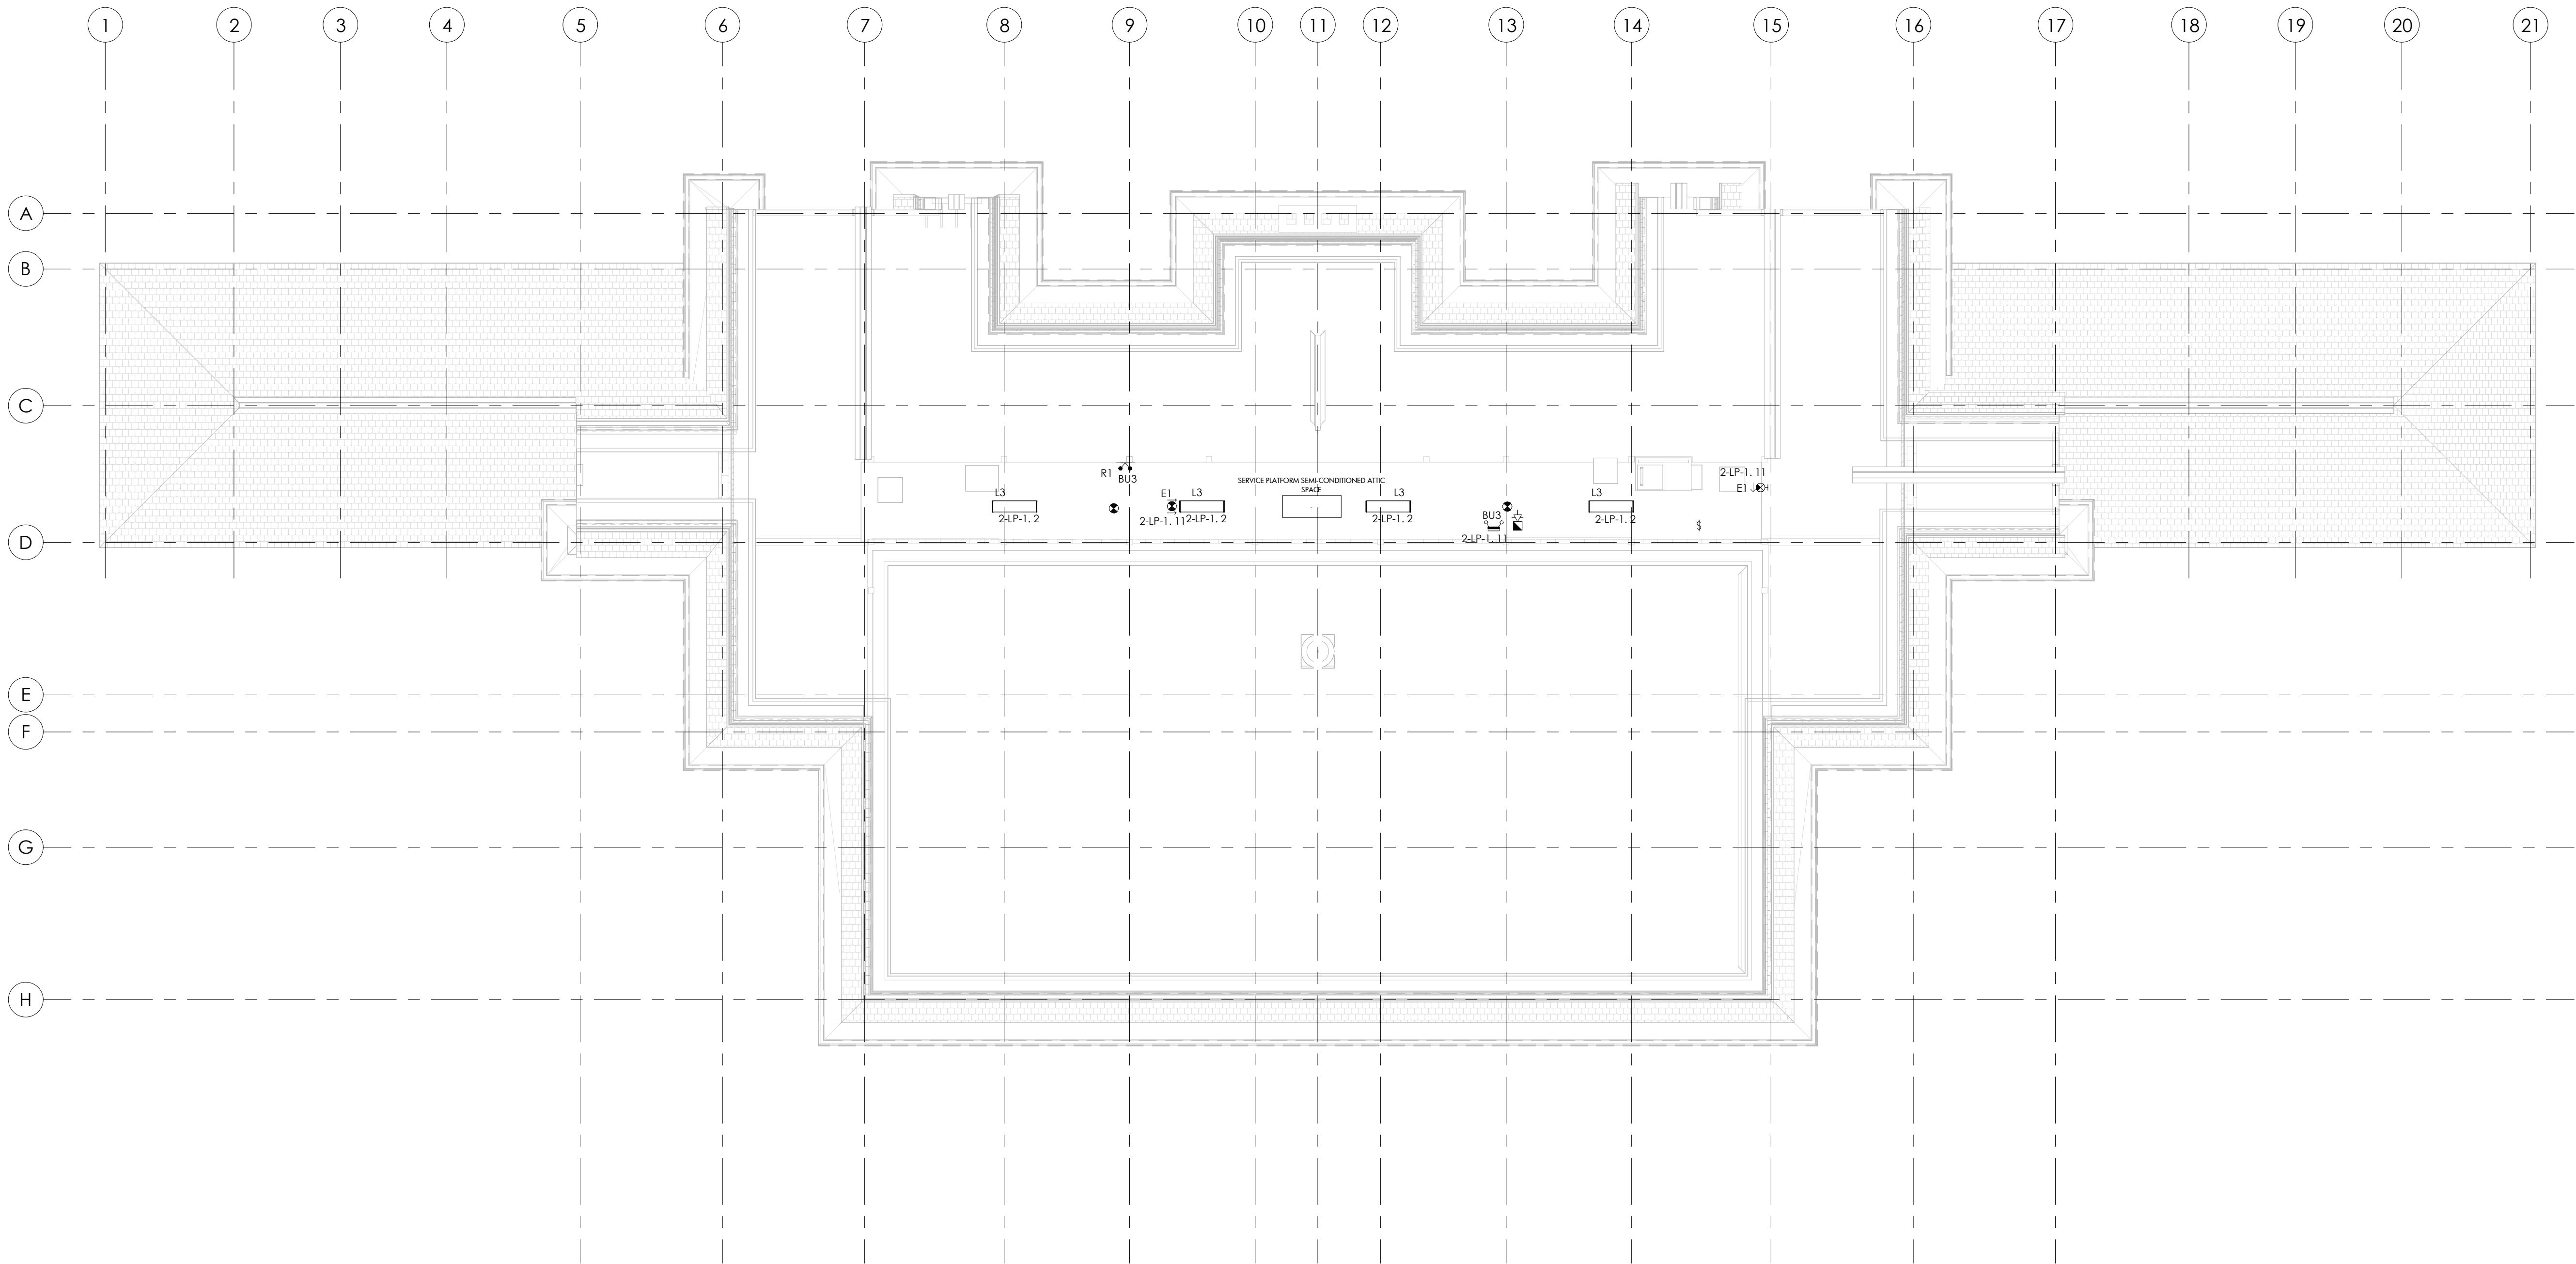 1 2 3 4 5 6 7 8 9 10 11 12 13 14 15 16 17 18 19 20 21
A
B
C
2-LP-1. 11
R1
BU3
SERVICE PLATFORM SEMI-CONDITIONED ATTIC
SPACE
E1
L3 E1 L3 L3 L3
BU3
2-LP-1. 2 2-LP-1. 11 2-LP-1. 2 2-LP-1. 2 2-LP-1. 2
$
2-LP-1. 11
D
E
F
G
H